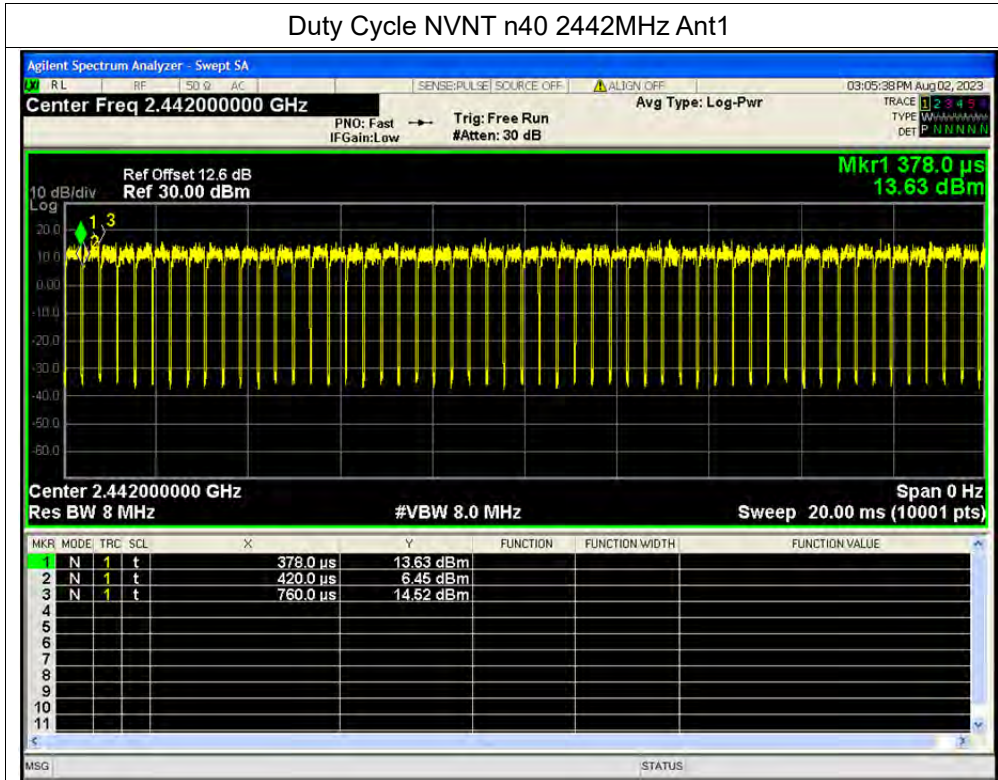 Duty Cycle NVNT n40 2442MHz Ant1
Agilent Spectrum Analyzer - Swept SA
RL RF 50 Ω AC SENSE:PULSE SOURCE OFF ALIGN OFF 03:05:38 PM Aug 02, 2023
Center Freq 2.442000000 GHz Avg Type: Log-Pwr TRACE 1 2 3 4 5 6
PNO: Fast Trig: Free Run TYPE W
IFGain:Low #Atten: 30 dB DET P N N N N N
Mkr1 378.0 µs
Ref Offset 12.6 dB
10 dB/div Ref 30.00 dBm 13.63 dBm
Log
20.0
10.0
0.00
-10.0
-20.0
-30.0
-40.0
-50.0
-60.0
1 3
2
Center 2.442000000 GHz Span 0 Hz
Res BW 8 MHz #VBW 8.0 MHz Sweep 20.00 ms (10001 pts)
MKR MODE TRC SCL X Y FUNCTION FUNCTION WIDTH FUNCTION VALUE
1 N 1 t 378.0 µs 13.63 dBm
2 N 1 t 420.0 µs 6.45 dBm
3 N 1 t 760.0 µs 14.52 dBm
4
5
6
7
8
9
10
11
MSG STATUS